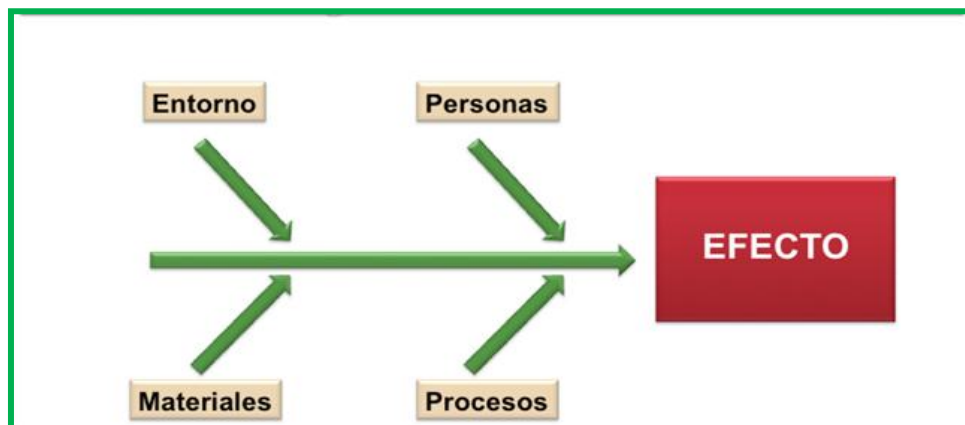 Entorno
Personas
EFECTO
Materiales
Procesos